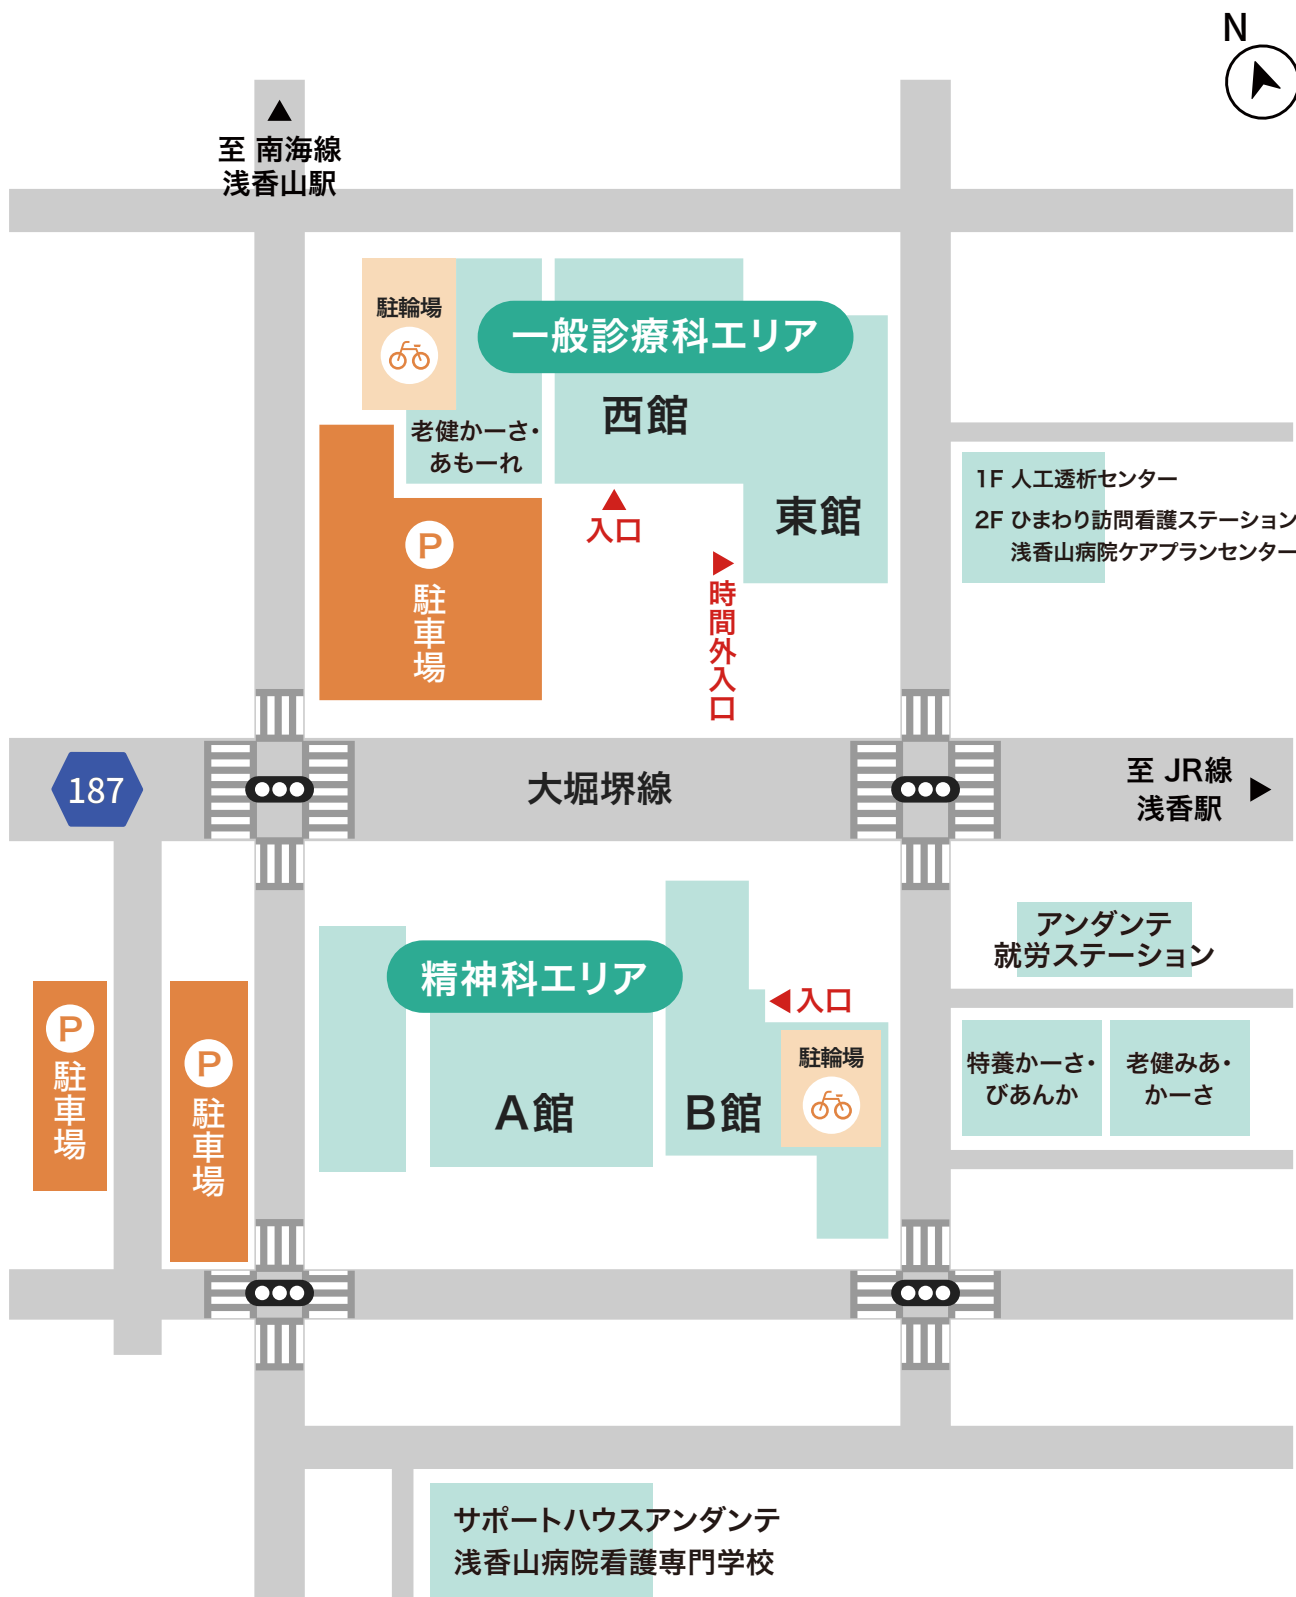 N
至 南海線
浅香山駅
駐輪場
一般診療科エリア
西館
老健かーさ・
あもーれ
東館
入口
P
駐車場
時間外入口
1F 人工透析センター
2F ひまわり訪問看護ステーション
浅香山病院ケアプランセンター
187
大堀堺線
至 JR線
浅香駅
精神科エリア
A館
B館
入口
駐輪場
アンダンテ
就労ステーション
特養かーさ・
びあんか
老健みあ・
かーさ
P
駐車場
P
駐車場
サポートハウスアンダンテ
浅香山病院看護専門学校